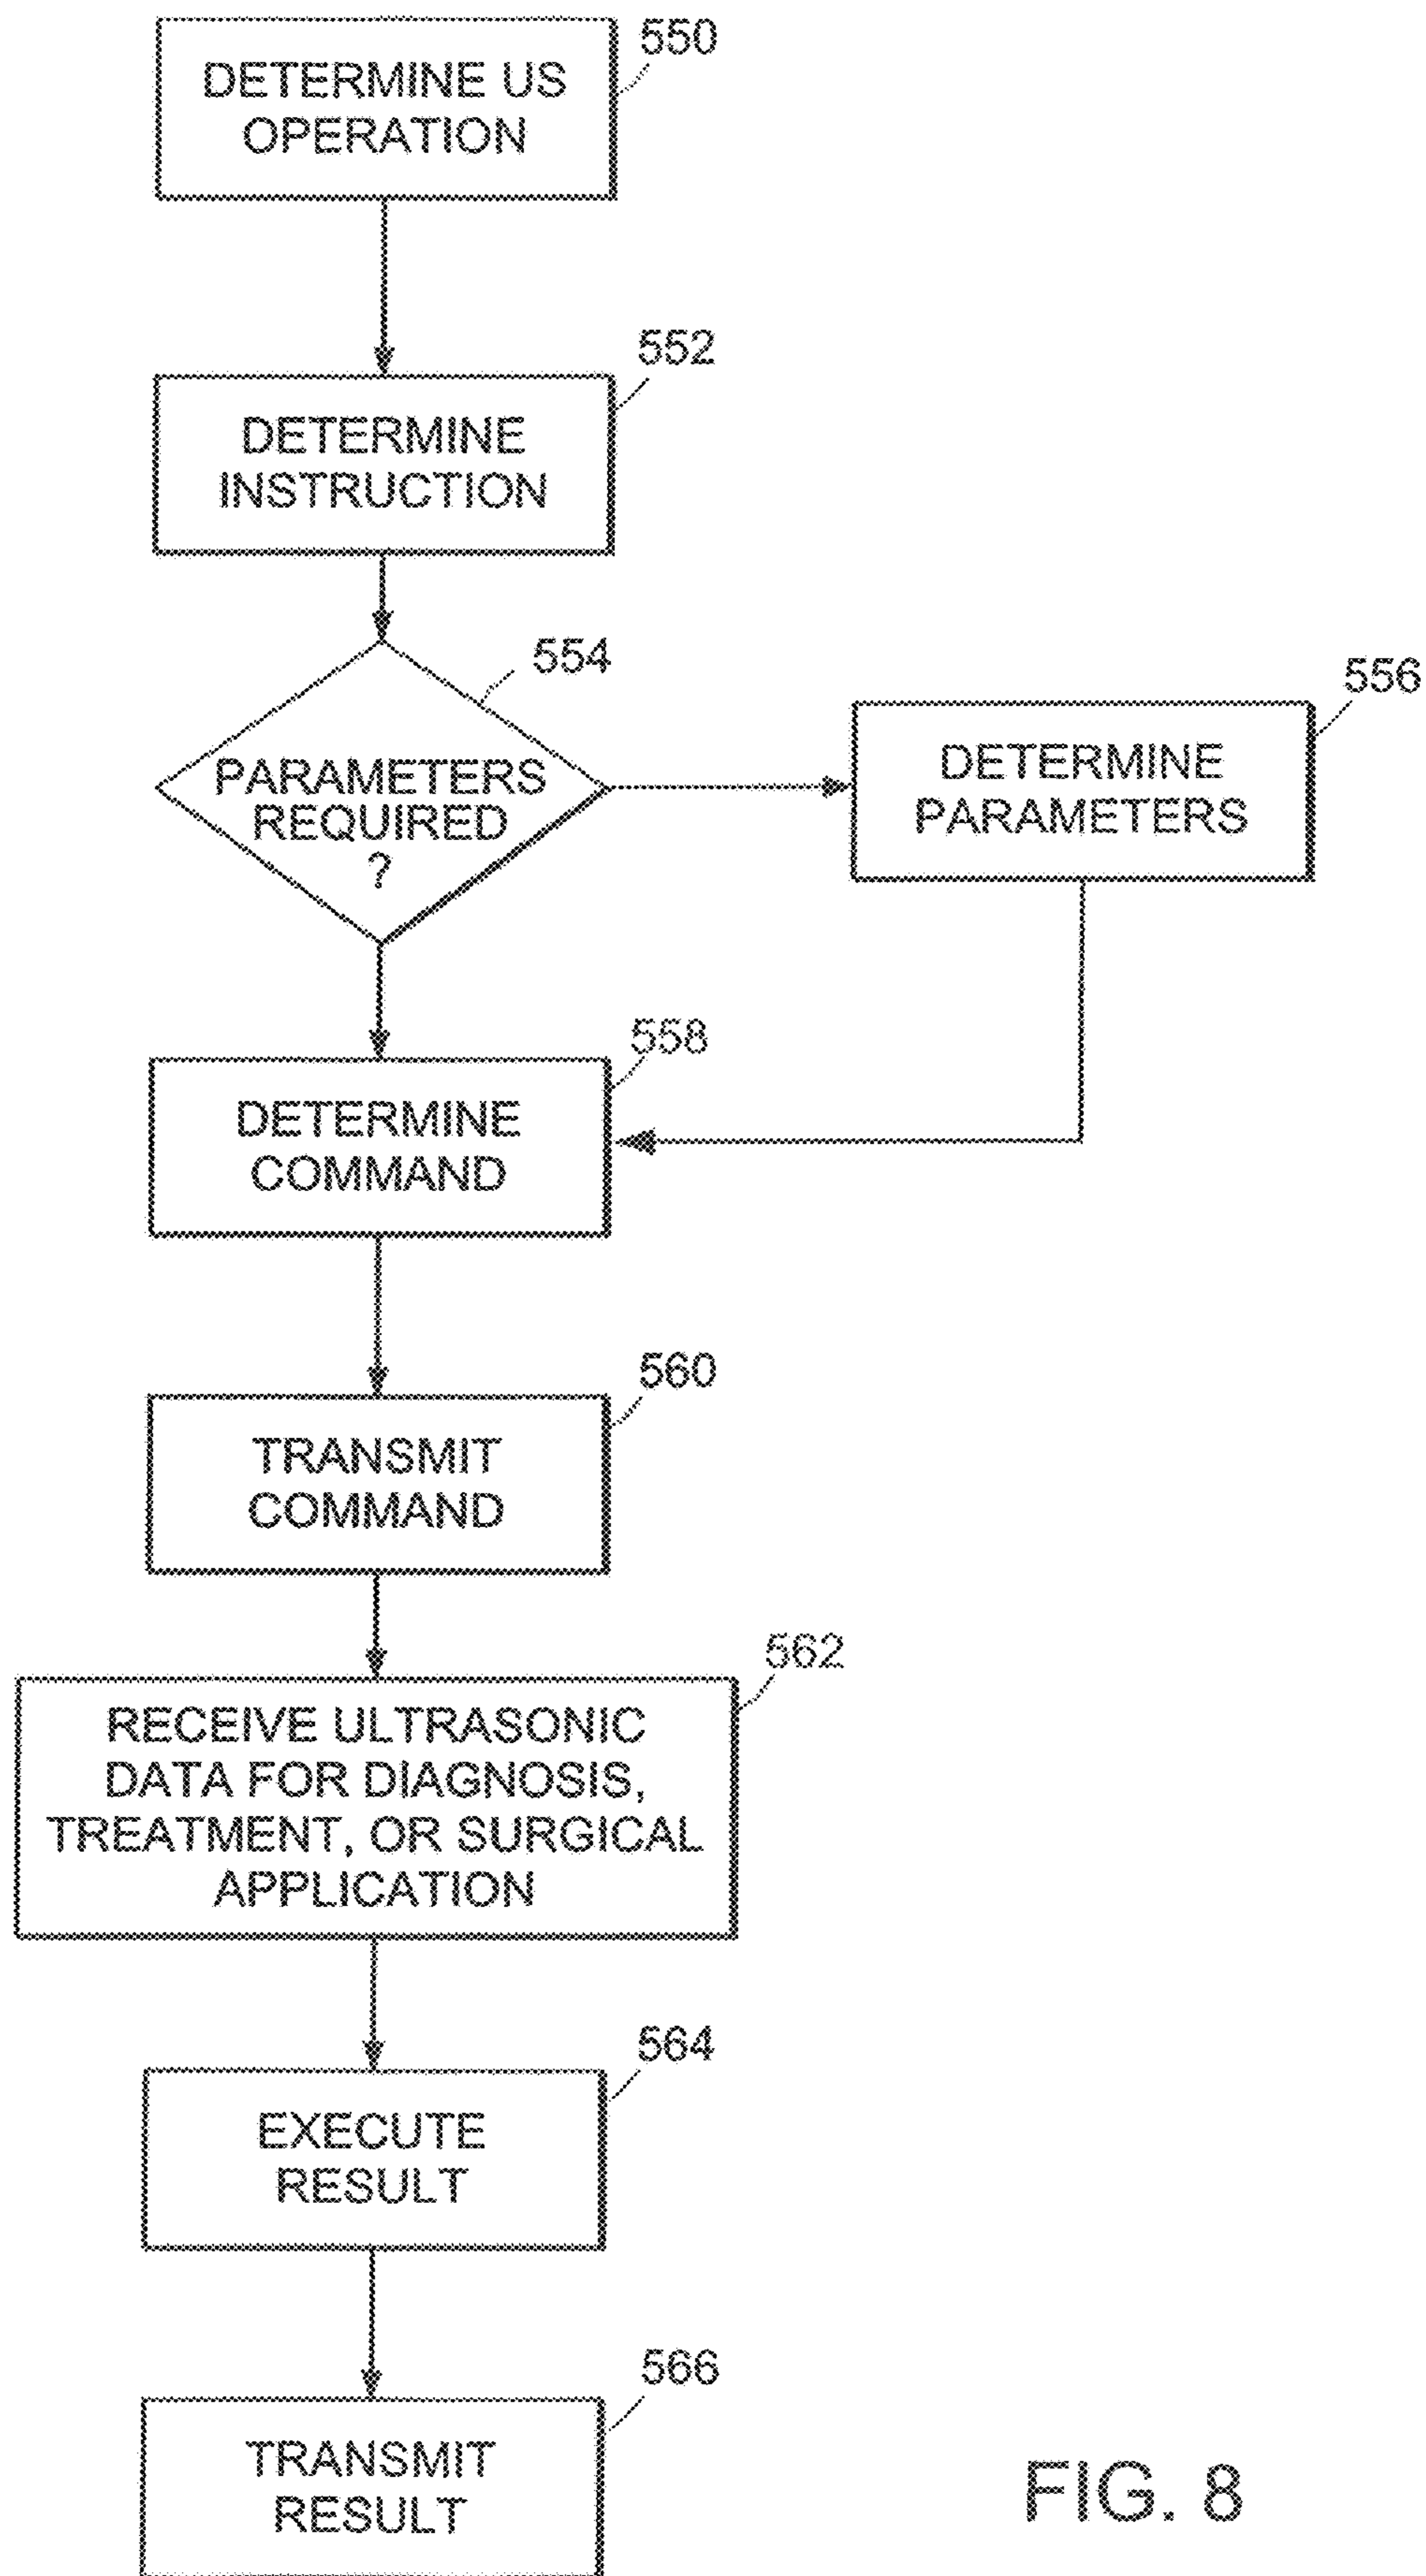 550
DETERMINE US
OPERATION
552
DETERMINE
INSTRUCTION
554
PARAMETERS
REQUIRED
?
556
DETERMINE
PARAMETERS
558
DETERMINE
COMMAND
560
TRANSMIT
COMMAND
562
RECEIVE ULTRASONIC
DATA FOR DIAGNOSIS,
TREATMENT, OR SURGICAL
APPLICATION
564
EXECUTE
RESULT
566
TRANSMIT
RESULT
FIG. 8